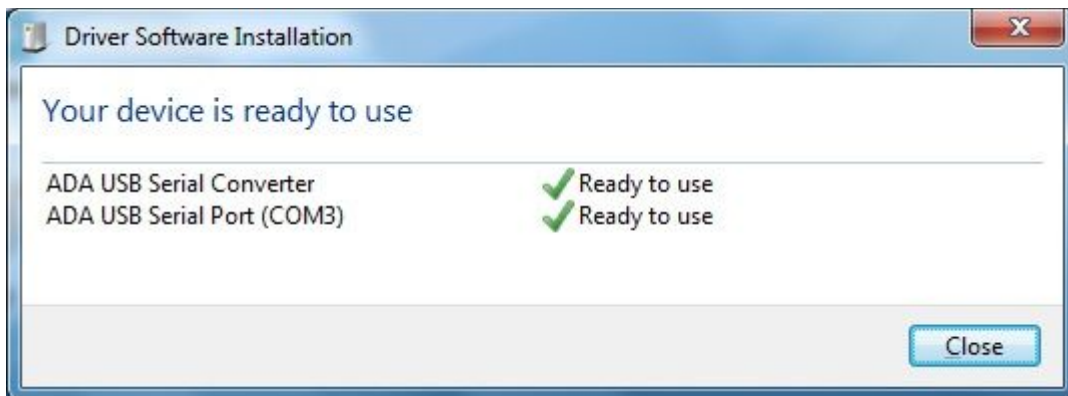 Driver Software Installation
Your device is ready to use
ADA USB Serial Converter Ready to use
ADA USB Serial Port (COM3) Ready to use
Close